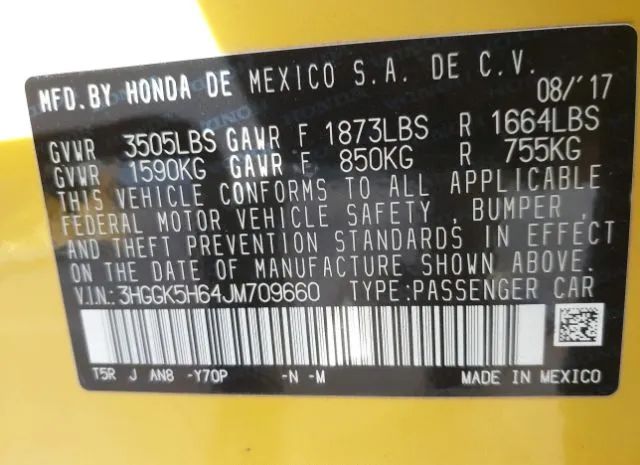 MFD.BY HONDA DE MEXICO S.A. DE C.V.
08/'17
GVWR 3505LBS GAWR F 1873LBS R 1664LBS
GVWR 1590KG GAWR F 850KG R 755KG
THIS VEHICLE CONFORMS TO ALL APPLICABLE
FEDERAL MOTOR VEHICLE SAFETY , BUMPER ,
AND THEFT PREVENTION STANDARDS IN EFFECT
ON THE DATE OF MANUFACTURE SHOWN ABOVE.
V.I.N.:3HGGK5H64JM709660 TYPE:PASSENGER CAR
T5R J AN8 -Y70P -N -M
MADE IN MEXICO